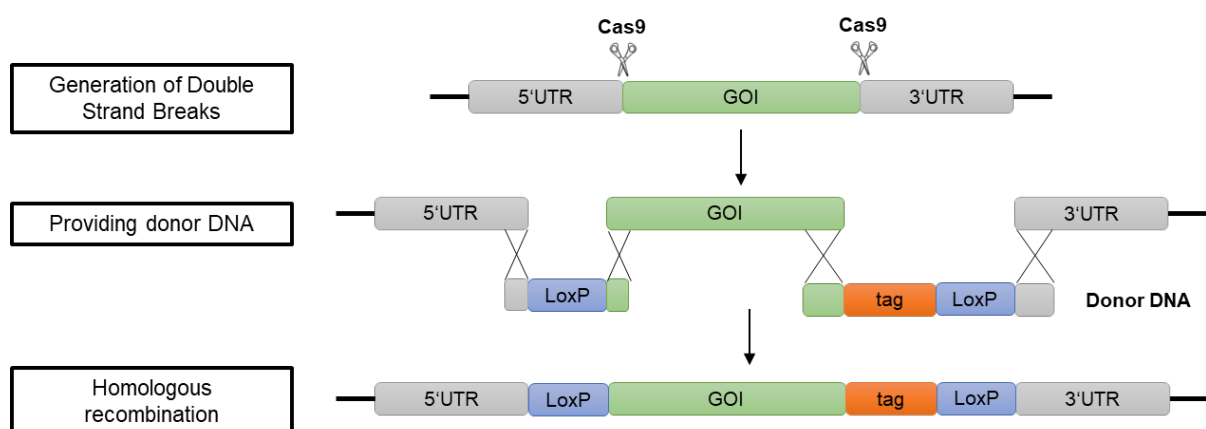 Cas9 Cas9
Generation of Double
Strand Breaks
5‘UTR GOI 3‘UTR
Providing donor DNA
5‘UTR GOI 3‘UTR
LoxP tag LoxP Donor DNA
Homologous
recombination
5‘UTR LoxP GOI tag LoxP 3‘UTR